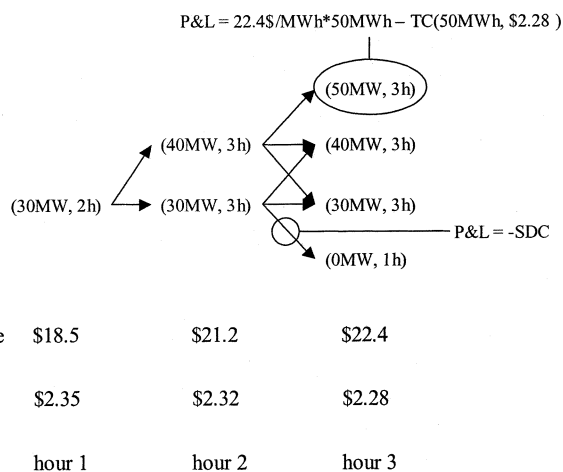 P&L = 22.4$/MWh*50MWh – TC(50MWh, $2.28 )
(50MW, 3h)
(40MW, 3h) (40MW, 3h)
(30MW, 2h) (30MW, 3h) (30MW, 3h)
P&L = -SDC
(0MW, 1h)
e $18.5 $21.2 $22.4
$2.35 $2.32 $2.28
hour 1 hour 2 hour 3